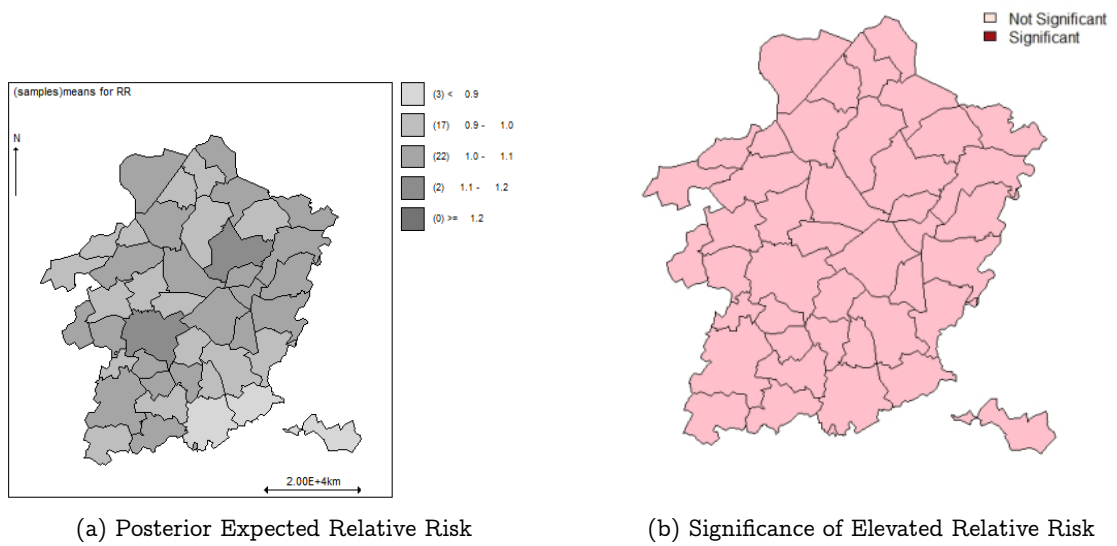 (samples)means for RR
N
(3) < 0.9
(17) 0.9 - 1.0
(22) 1.0 - 1.1
(2) 1.1 - 1.2
(0) >= 1.2
2.00E+4km
(a) Posterior Expected Relative Risk
Not Significant
Significant
(b) Significance of Elevated Relative Risk